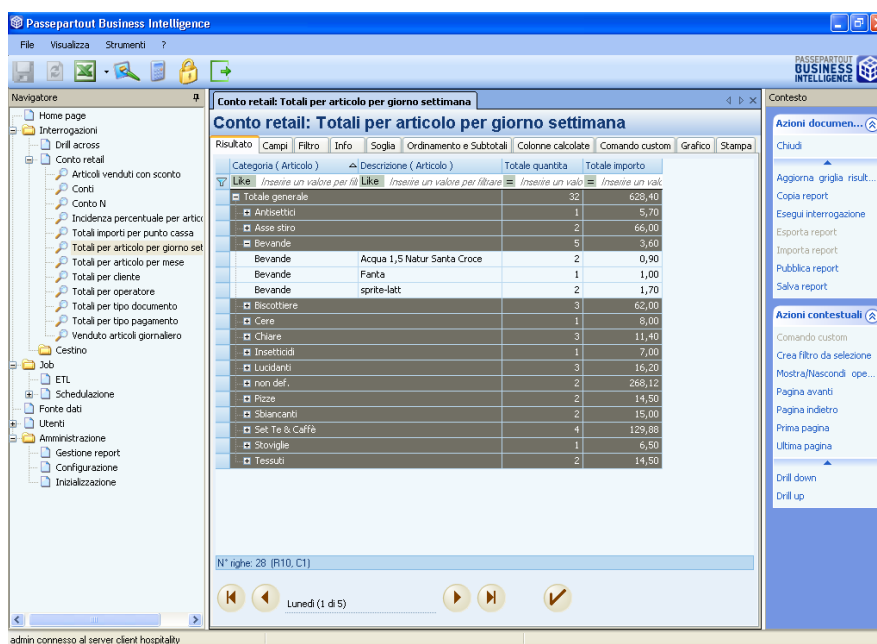 Passepartout Business Intelligence
File Visualizza Strumenti ?
PASSEPARTOUT
BUSINESS
INTELLIGENCE
Navigatore
Home page
Interrogazioni
Drill across
Conto retail
Articoli venduti con sconto
Conti
Conto N
Incidenza percentuale per artic
Totali importi per punto cassa
Totali per articolo per giorno set
Totali per articolo per mese
Totali per cliente
Totali per operatore
Totali per tipo documento
Totali per tipo pagamento
Venduto articoli giornaliero
Cestino
Job
ETL
Schedulazione
Fonte dati
Utenti
Amministrazione
Gestione report
Configurazione
Inizializzazione
Conto retail: Totali per articolo per giorno settimana
Conto retail: Totali per articolo per giorno settimana
Risultato Campi Filtro Info Soglia Ordinamento e Subtotali Colonne calcolate Comando custom Grafico Stampa
Categoria ( Articolo ) Descrizione ( Articolo ) Totale quantita Totale importo
Like Inserire un valore per fil Like Inserire un valore per filtrare = Inserire un valo = Inserire un valo
Totale generale 32 628,40
Antisettici 1 5,70
Asse stiro 2 66,00
Bevande 5 3,60
Bevande Acqua 1,5 Natur Santa Croce 2 0,90
Bevande Fanta 1 1,00
Bevande sprite-latt 2 1,70
Biscottiere 3 62,00
Cere 1 8,00
Chiare 3 11,40
Insetticidi 1 7,00
Lucidanti 3 16,20
non def. 2 268,12
Pizze 2 14,50
Sbiancanti 2 15,00
Set Te & Caffè 4 129,88
Stoviglie 1 6,50
Tessuti 2 14,50
N° righe: 28 (R10, C1)
Lunedì (1 di 5)
Contesto
Azioni documen...
Chiudi
Aggiorna griglia risult...
Copia report
Esegui interrogazione
Esporta report
Importa report
Pubblica report
Salva report
Azioni contestuali
Comando custom
Crea filtro da selezione
Mostra/Nascondi ope...
Pagina avanti
Pagina indietro
Prima pagina
Ultima pagina
Drill down
Drill up
admin connesso al server client hospitality